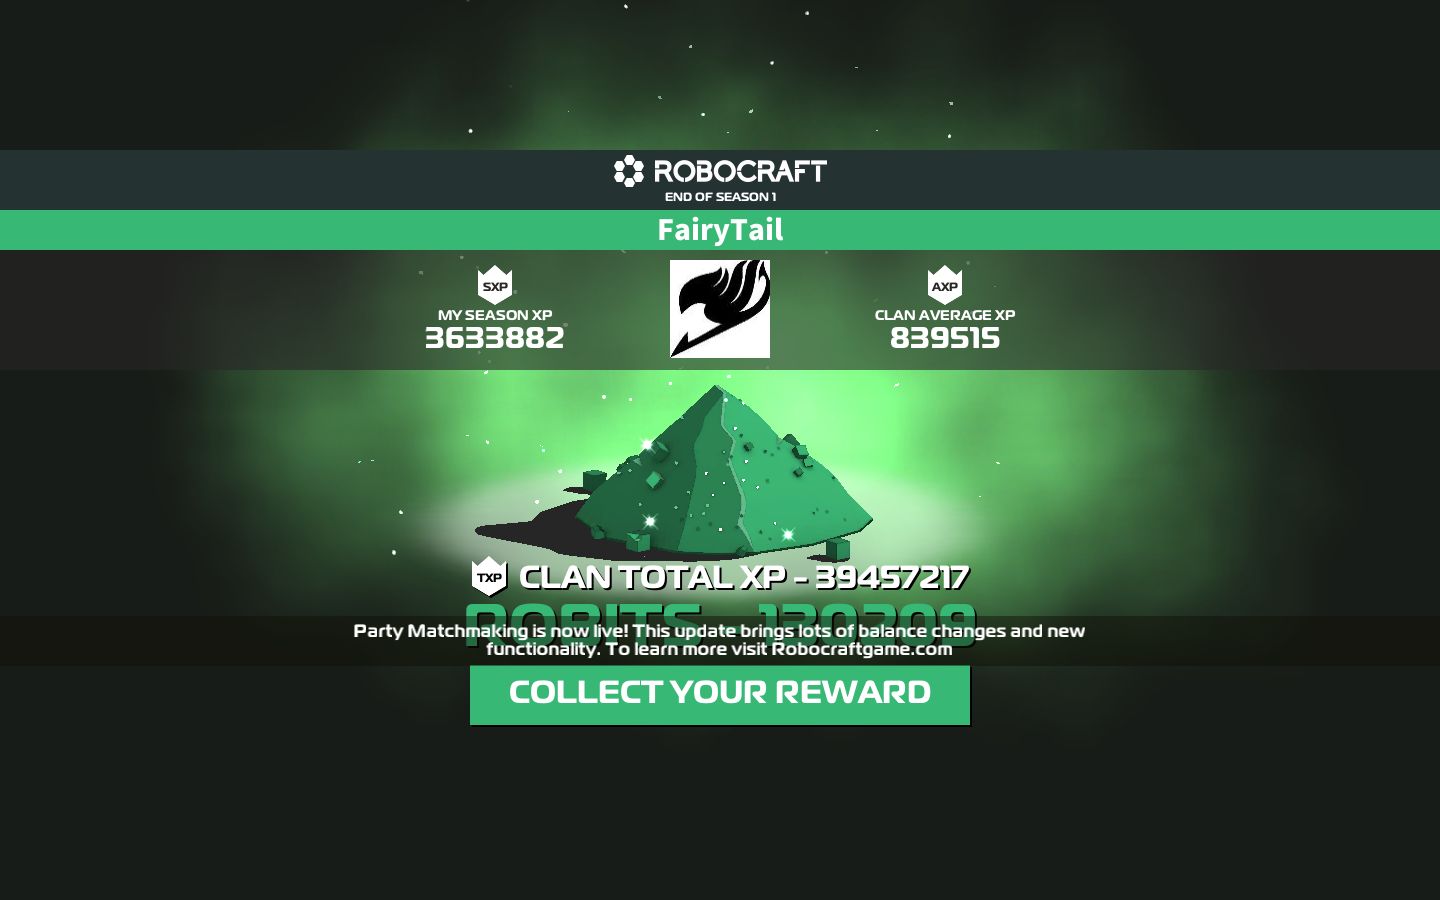 ROBOCRAFT
END OF SEASON 1
FairyTail
SXP
MY SEASON XP
3633882
AXP
CLAN AVERAGE XP
839515
TXP CLAN TOTAL XP - 39457217
ROBITS - 130709
Party Matchmaking is now live! This update brings lots of balance changes and new
functionality. To learn more visit Robocraftgame.com
COLLECT YOUR REWARD